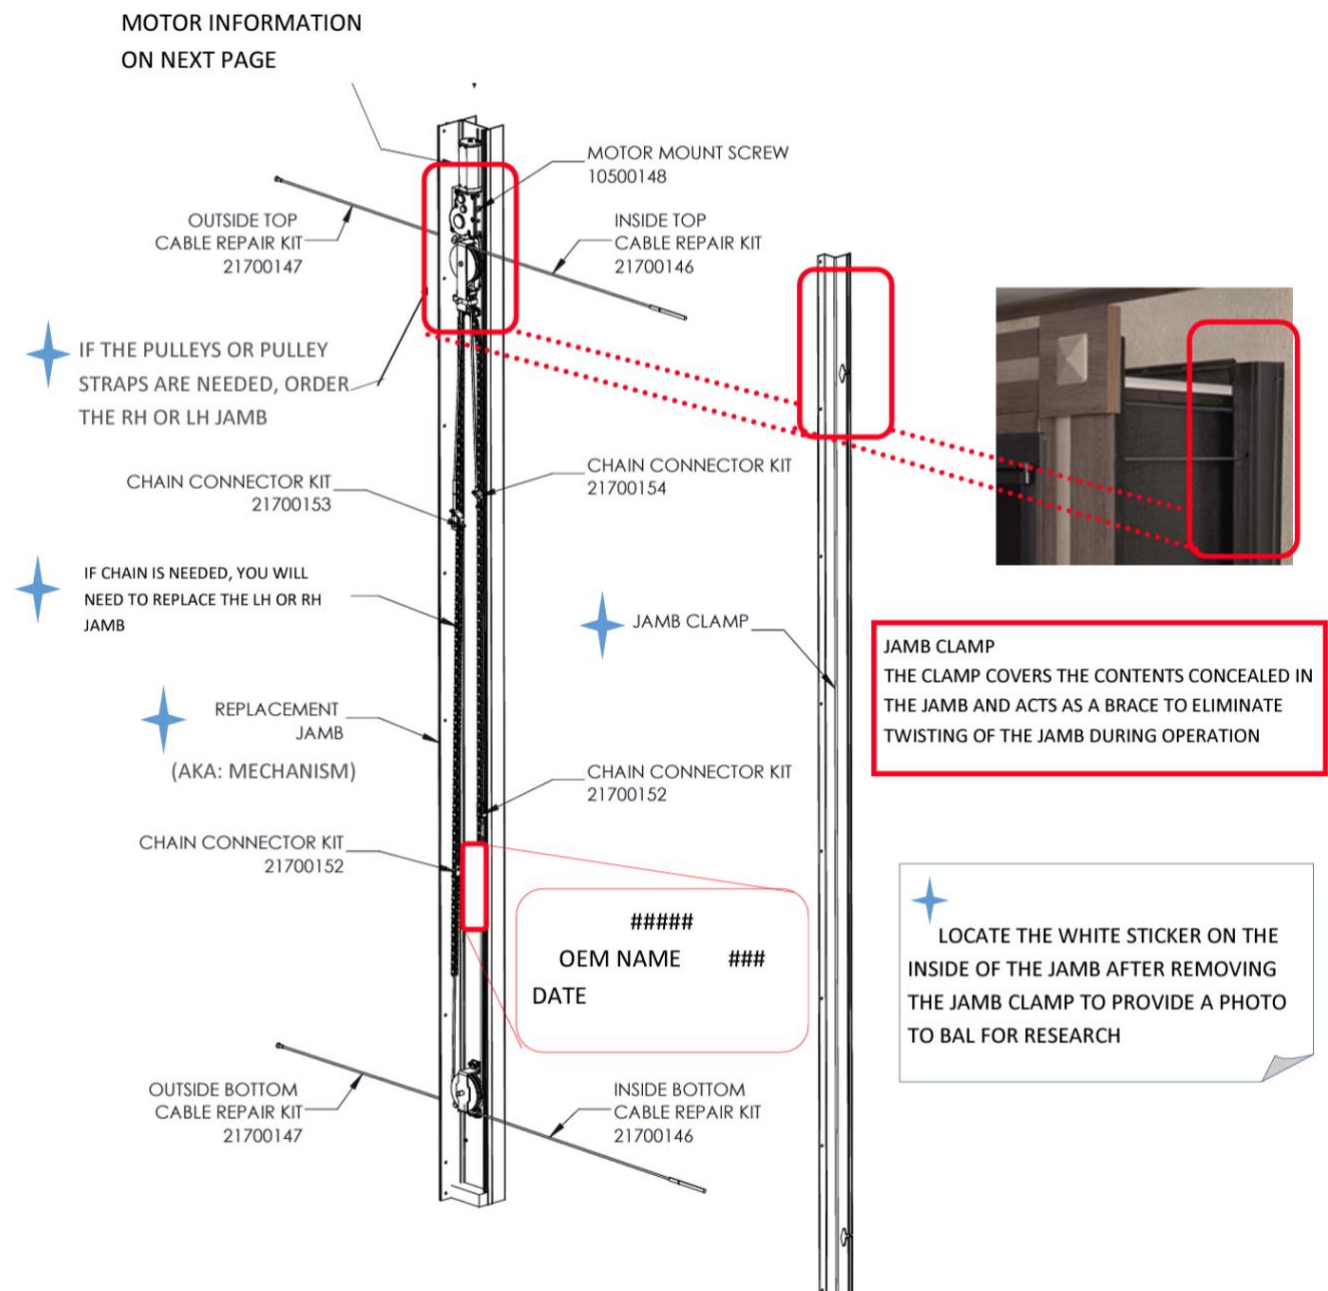 MOTOR INFORMATION
ON NEXT PAGE
MOTOR MOUNT SCREW
10500148
OUTSIDE TOP
CABLE REPAIR KIT
21700147
INSIDE TOP
CABLE REPAIR KIT
21700146
IF THE PULLEYS OR PULLEY
STRAPS ARE NEEDED, ORDER
THE RH OR LH JAMB
CHAIN CONNECTOR KIT
21700153
CHAIN CONNECTOR KIT
21700154
IF CHAIN IS NEEDED, YOU WILL
NEED TO REPLACE THE LH OR RH
JAMB
JAMB CLAMP
JAMB CLAMP
THE CLAMP COVERS THE CONTENTS CONCEALED IN
THE JAMB AND ACTS AS A BRACE TO ELIMINATE
TWISTING OF THE JAMB DURING OPERATION
REPLACEMENT
JAMB
(AKA: MECHANISM)
CHAIN CONNECTOR KIT
21700152
CHAIN CONNECTOR KIT
21700152
#####
OEM NAME ###
DATE
LOCATE THE WHITE STICKER ON THE
INSIDE OF THE JAMB AFTER REMOVING
THE JAMB CLAMP TO PROVIDE A PHOTO
TO BAL FOR RESEARCH
OUTSIDE BOTTOM
CABLE REPAIR KIT
21700147
INSIDE BOTTOM
CABLE REPAIR KIT
21700146